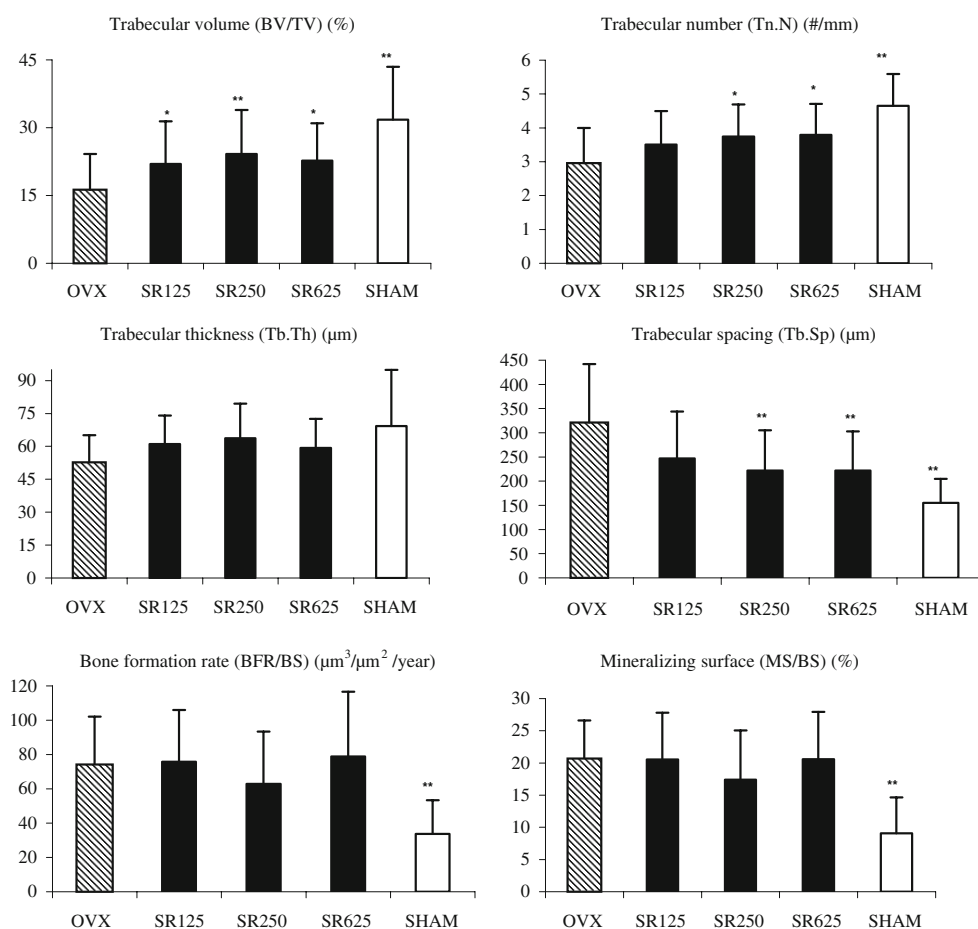 Trabecular volume (BV/TV) (%)
45
30
15
0
* ** * **
OVX SR125 SR250 SR625 SHAM
Trabecular number (Tn.N) (#/mm)
6
5
4
3
2
1
0
* * **
OVX SR125 SR250 SR625 SHAM
Trabecular thickness (Tb.Th) (µm)
90
75
60
45
30
15
0
OVX SR125 SR250 SR625 SHAM
Trabecular spacing (Tb.Sp) (µm)
450
400
350
300
250
200
150
100
50
0
** ** **
OVX SR125 SR250 SR625 SHAM
Bone formation rate (BFR/BS) (µm³/µm² /year)
120
100
80
60
40
20
0
**
OVX SR125 SR250 SR625 SHAM
Mineralizing surface (MS/BS) (%)
30
25
20
15
10
5
0
**
OVX SR125 SR250 SR625 SHAM